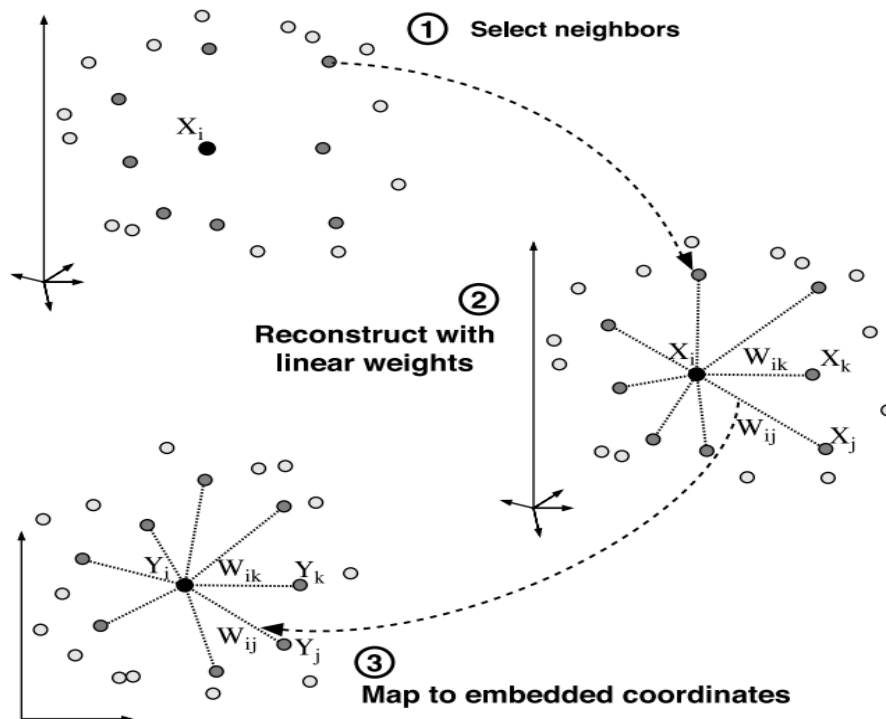 1 Select neighbors
Xi
2
Reconstruct with
linear weights
Xi Wik Xk
Wij Xj
Yi Wik Yk
Wij Yj
3
Map to embedded coordinates